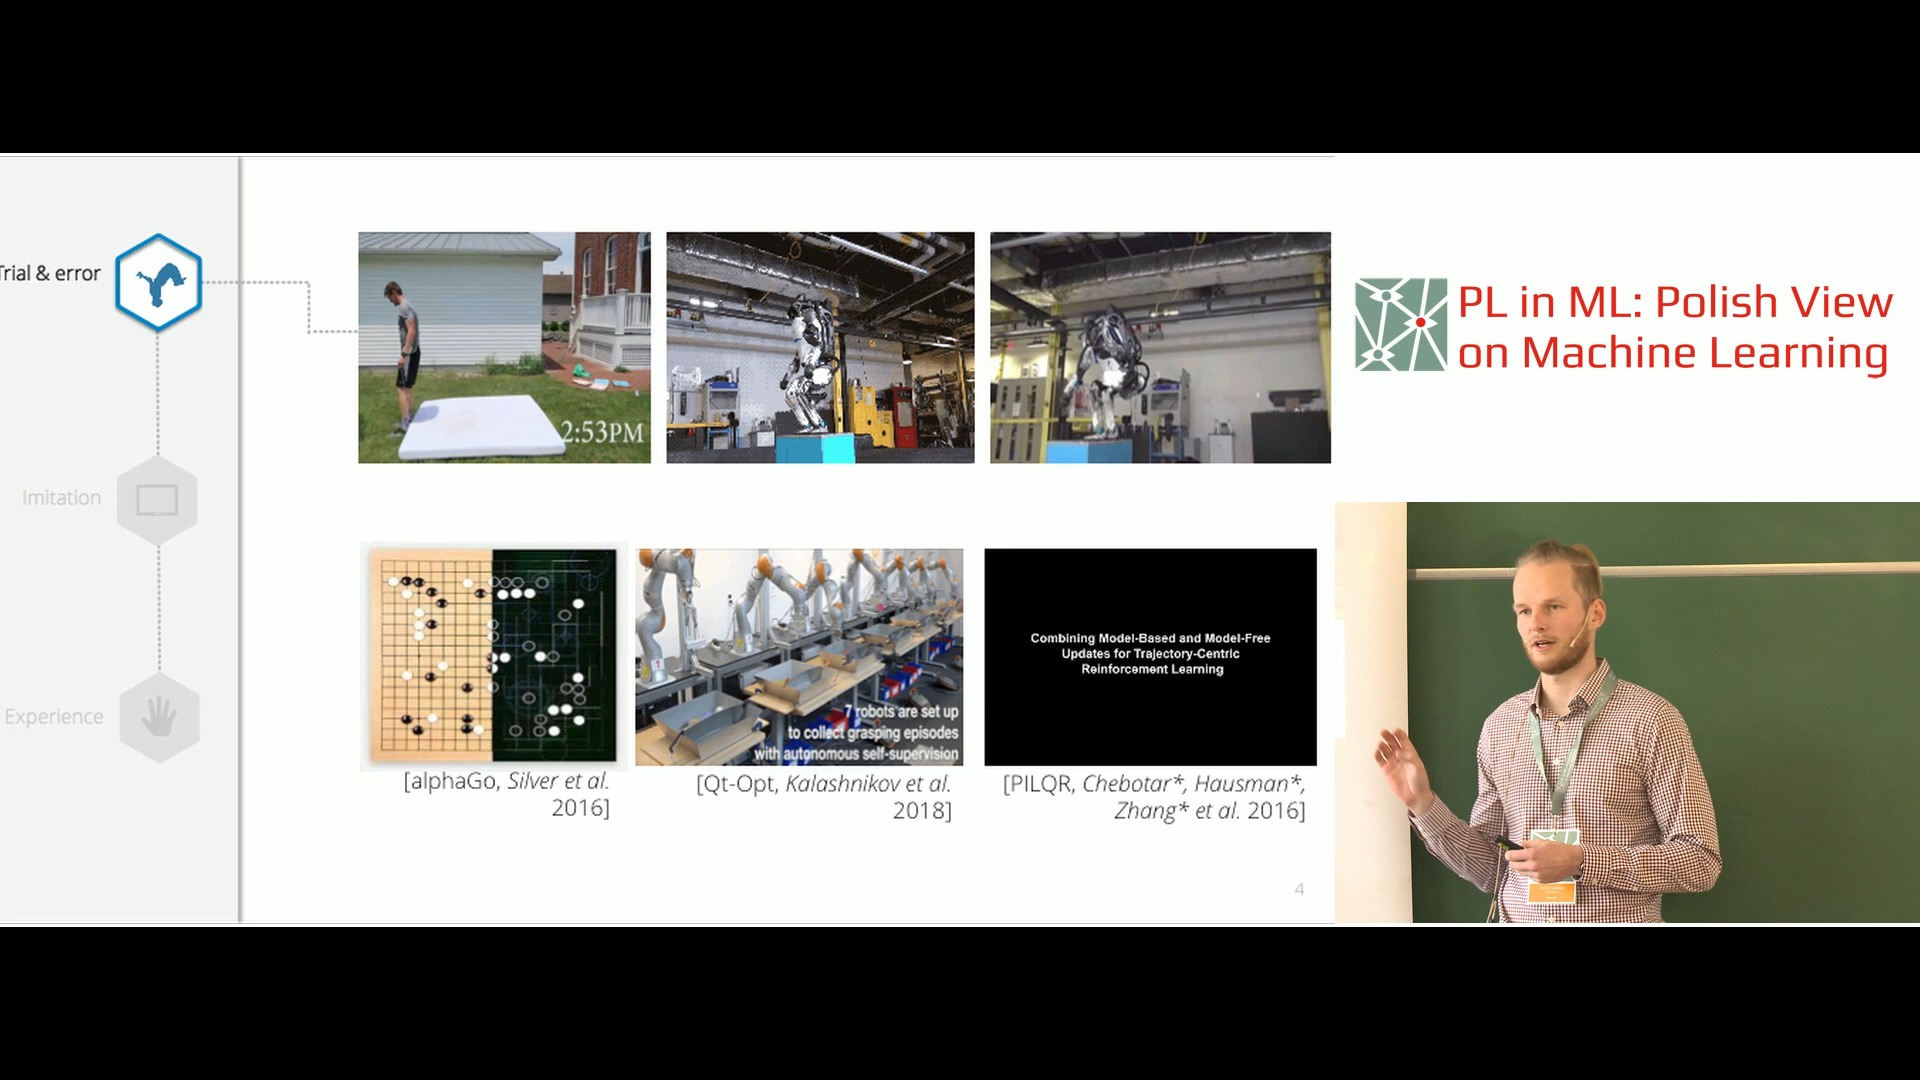 Trial & error
Imitation
Experience
2:53PM
7 robots are set up
to collect grasping episodes
with autonomous self-supervision
Combining Model-Based and Model-Free
Updates for Trajectory-Centric
Reinforcement Learning
[alphaGo, Silver et al.
2016]
[Qt-Opt, Kalashnikov et al.
2018]
[PILQR, Chebotar*, Hausman*,
Zhang* et al. 2016]
4
PL in ML: Polish View
on Machine Learning